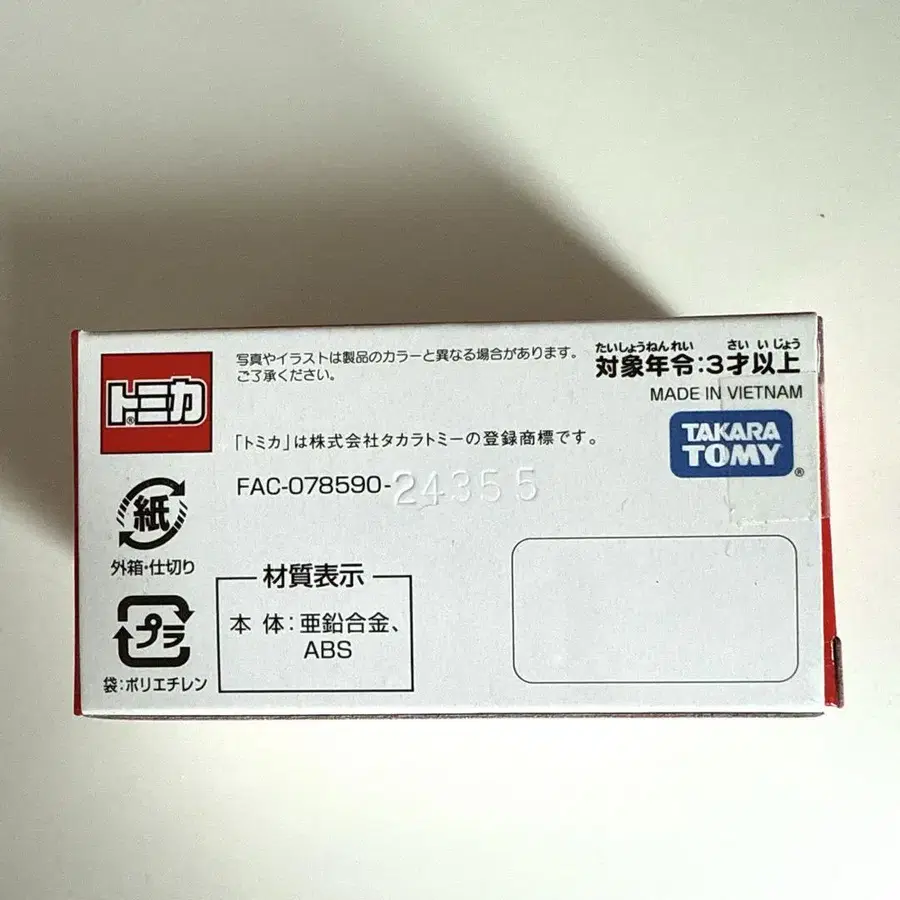 トミカ®
写真やイラストは製品のカラーと異なる場合があります。
ご了承ください。
たいしょうねんれい さいいじょう
対象年令:3才以上
MADE IN VIETNAM
「トミカ」は株式会社タカラトミーの登録商標です。
TAKARA
TOMY®
FAC-078590-24355
紙
外箱・仕切り
プラ
袋:ポリエチレン
材質表示
本 体:亜鉛合金、
ABS